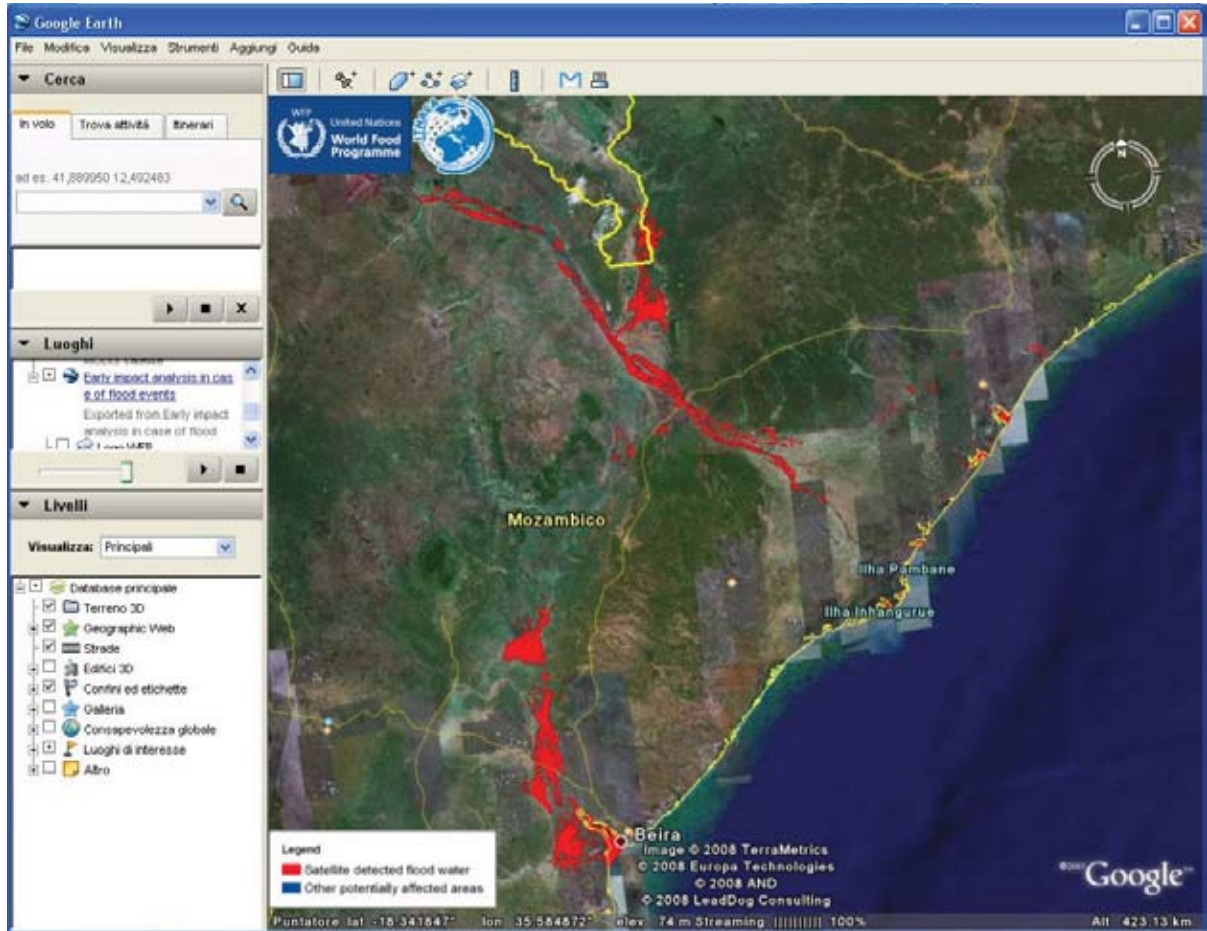 Google Earth
File Modifica Visualizza Strumenti Aggiungi Guida
Cerca
In volo Trova attività Itinerari
ad es: 41,889950 12,492483
Luoghi
Early impact analysis in cas
e of flood events
Exported from Early impact
analysis in case of flood
Livelli
Visualizza: Principali
Database principale
Terreno 3D
Geographic Web
Strade
Edifici 3D
Confini ed etichette
Galleria
Consapevolezza globale
Luoghi di interesse
Altro
WFP
United Nations
World Food
Programme
N
Mozambico
Ilha Pambane
Ilha Inhangurue
Beira
Image © 2008 TerraMetrics
© 2008 Europa Technologies
© 2008 AND
© 2008 LeadDog Consulting
Legend
Satellite detected flood water
Other potentially affected areas
Google
Puntatore lat -18.341847° lon 35.584872° elev 74 m Streaming 100% Alt 423.13 km